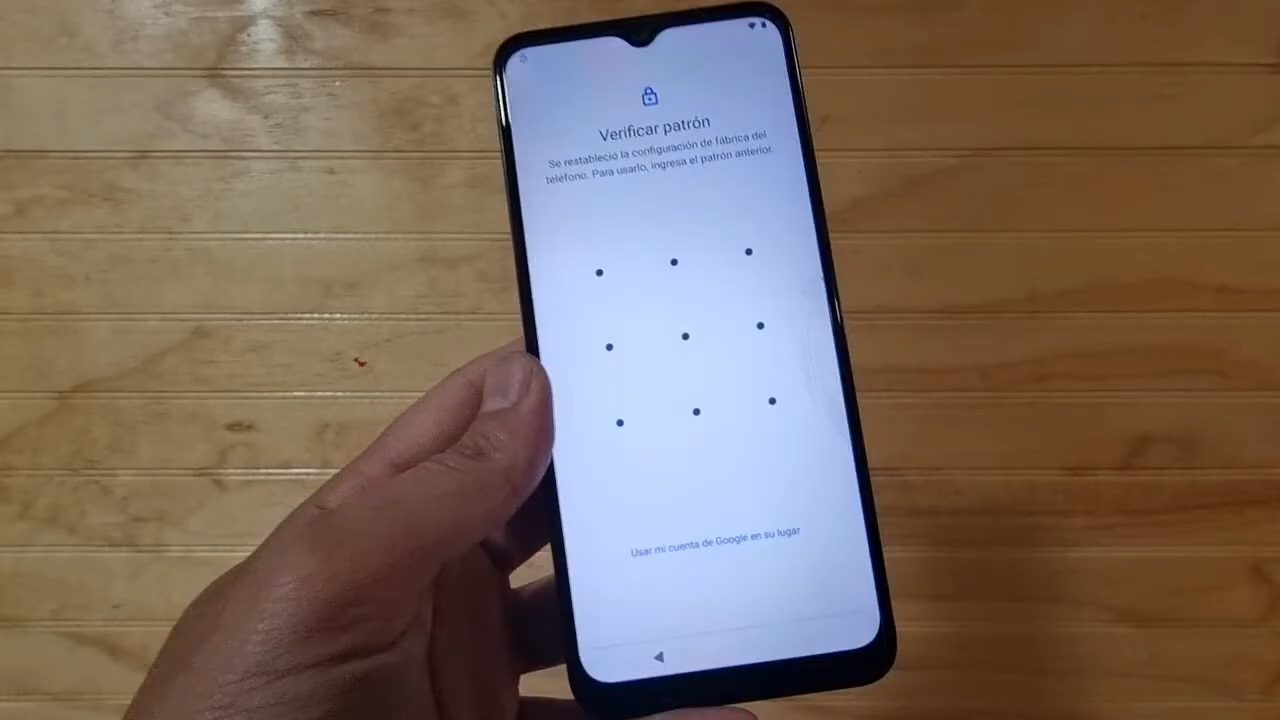 Verificar patrón
Se restableció la configuración de fábrica del
teléfono. Para usarlo, ingresa el patrón anterior.
Usar mi cuenta de Google en su lugar